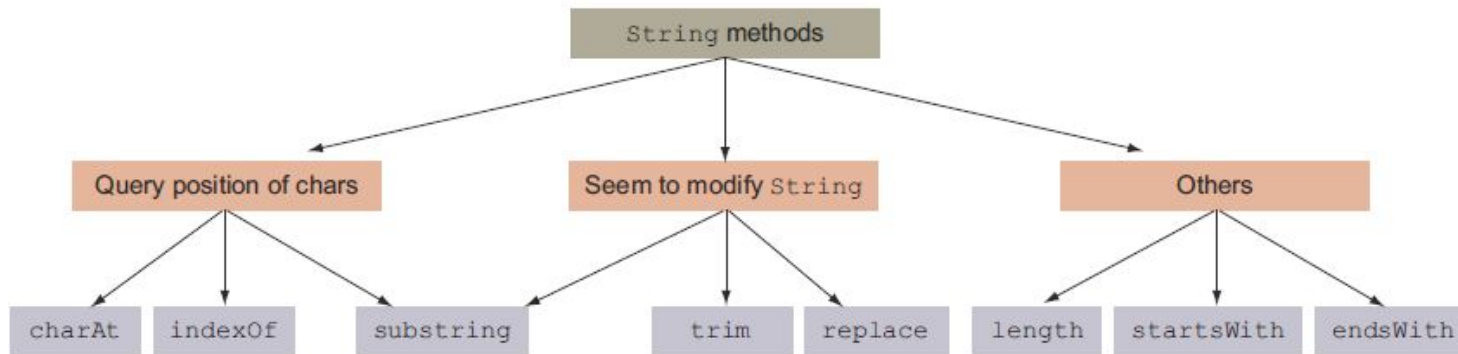 String methods
Query position of chars
Seem to modify String
Others
charAt
indexOf
substring
trim
replace
length
startsWith
endsWith